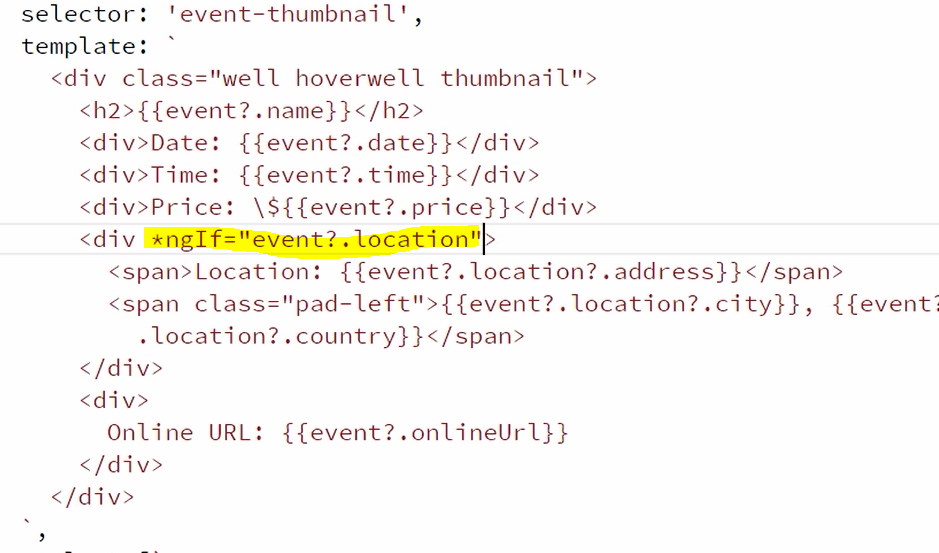 selector: 'event-thumbnail',
template: `
<div class="well hoverwell thumbnail">
<h2>{{event?.name}}</h2>
<div>Date: {{event?.date}}</div>
<div>Time: {{event?.time}}</div>
<div>Price: \${{event?.price}}</div>
<div *ngIf="event?.location">
<span>Location: {{event?.location?.address}}</span>
<span class="pad-left">{{event?.location?.city}}, {{event?
.location?.country}}</span>
</div>
<div>
Online URL: {{event?.onlineUrl}}
</div>
</div>
`,